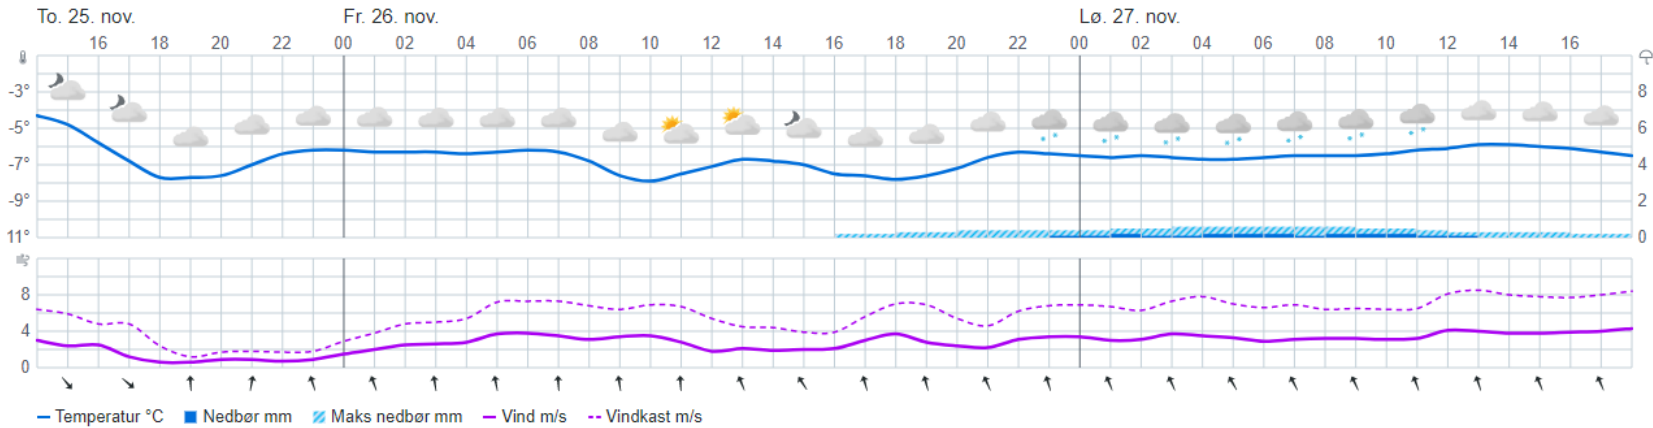 To. 25. nov. Fr. 26. nov. Lø. 27. nov.
16 18 20 22 00 02 04 06 08 10 12 14 16 18 20 22 00 02 04 06 08 10 12 14 16
-3° 8
-5° 6
-7° 4
-9° 2
11° 0
8
4
0
Temperatur °C Nedbør mm Maks nedbør mm Vind m/s Vindkast m/s